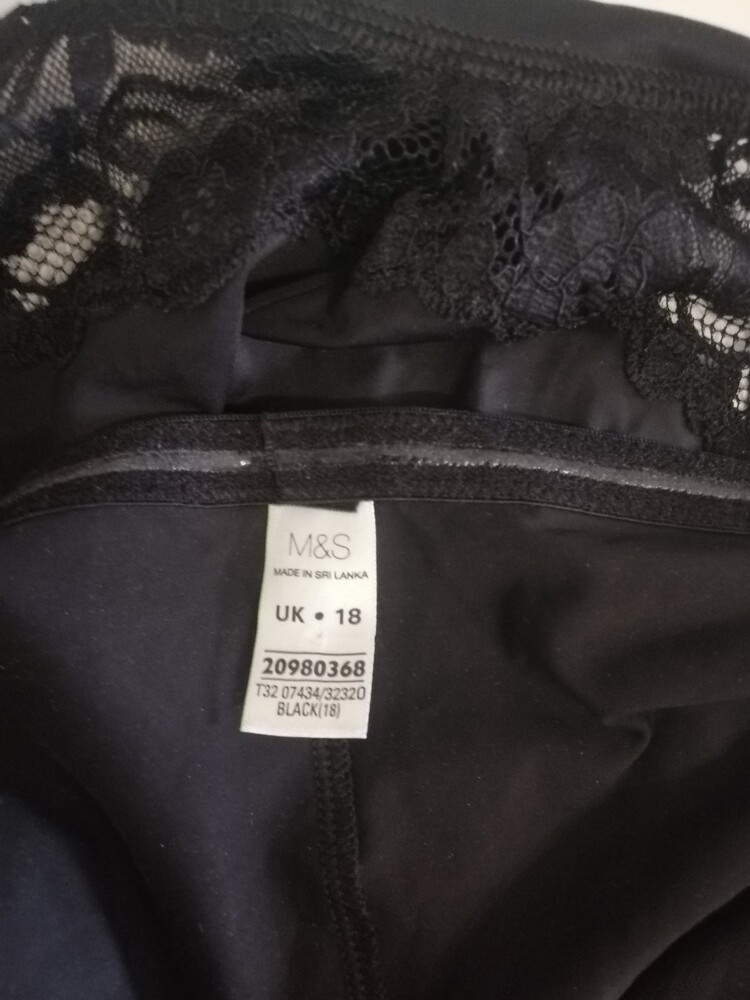 M&S
MADE IN SRI LANKA
UK • 18
20980368
T32 07434/32320
BLACK(18)